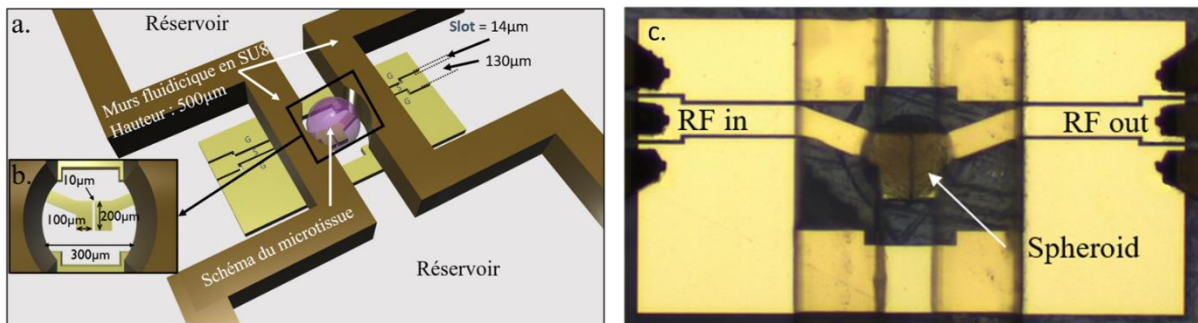 a.
Réservoir
Murs fluidicique en SU8
Hauteur : 500µm
Slot = 14µm
130µm
G
S
G
G
S
G
b.
10µm
100µm
200µm
300µm
Schéma du microtissue
Réservoir
c.
RF in
RF out
Spheroid